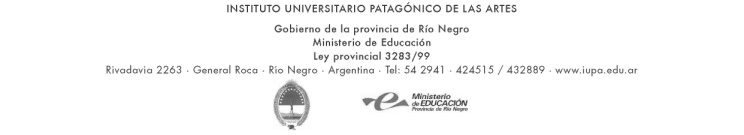 INSTITUTO UNIVERSITARIO PATAGÓNICO DE LAS ARTES
Gobierno de la provincia de Río Negro
Ministerio de Educación
Ley provincial 3283/99
Rivadavia 2263 · General Roca · Río Negro · Argentina · Tel: 54 2941 · 424515 / 432889 · www.iupa.edu.ar
Ministerio
de EDUCACIÓN
Provincia de Río Negro